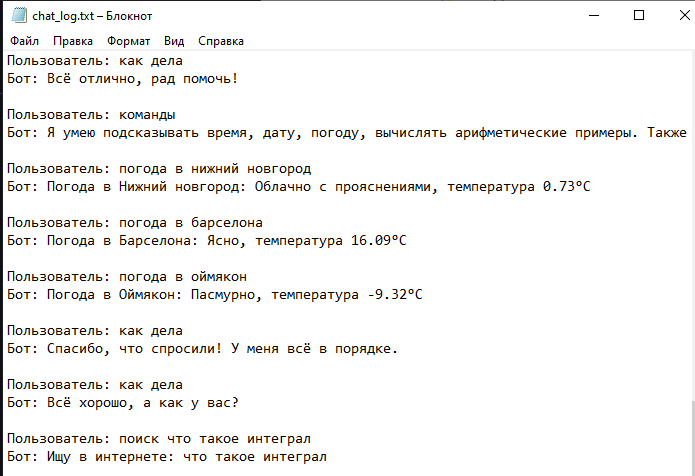 chat_log.txt – Блокнот
Файл Правка Формат Вид Справка
Пользователь: как дела
Бот: Всё отлично, рад помочь!
Пользователь: команды
Бот: Я умею подсказывать время, дату, погоду, вычислять арифметические примеры. Также
Пользователь: погода в нижний новгород
Бот: Погода в Нижний новгород: Облачно с прояснениями, температура 0.73°C
Пользователь: погода в барселона
Бот: Погода в Барселона: Ясно, температура 16.09°C
Пользователь: погода в оймякон
Бот: Погода в Оймякон: Пасмурно, температура -9.32°C
Пользователь: как дела
Бот: Спасибо, что спросили! У меня всё в порядке.
Пользователь: как дела
Бот: Всё хорошо, а как у вас?
Пользователь: поиск что такое интеграл
Бот: Ищу в интернете: что такое интеграл